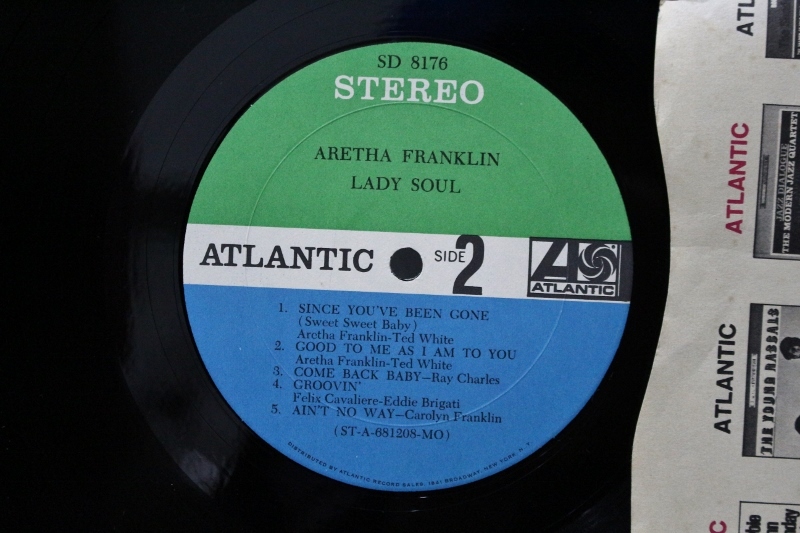 SD 8176
STEREO
ARETHA FRANKLIN
LADY SOUL
ATLANTIC
SIDE 2
ATLANTIC
1. SINCE YOU'VE BEEN GONE
(Sweet Sweet Baby)
Aretha Franklin-Ted White
2. GOOD TO ME AS I AM TO YOU
Aretha Franklin-Ted White
3. COME BACK BABY—Ray Charles
4. GROOVIN'
Felix Cavaliere-Eddie Brigati
5. AIN'T NO WAY—Carolyn Franklin
(ST-A-681208-MO)
DISTRIBUTED BY ATLANTIC RECORD SALES, 1841 BROADWAY, NEW YORK, N. Y.
AT
ATLANTIC
JAZZ DIALOGUE
THE MODERN JAZZ QUARTET
ATLANTIC
THE YOUNG RASCALS